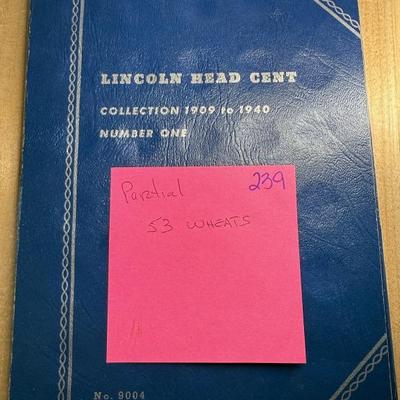 LINCOLN HEAD CENT
COLLECTION 1909 to 1940
NUMBER ONE
Partial 239
53 WHEATS
No. 9004